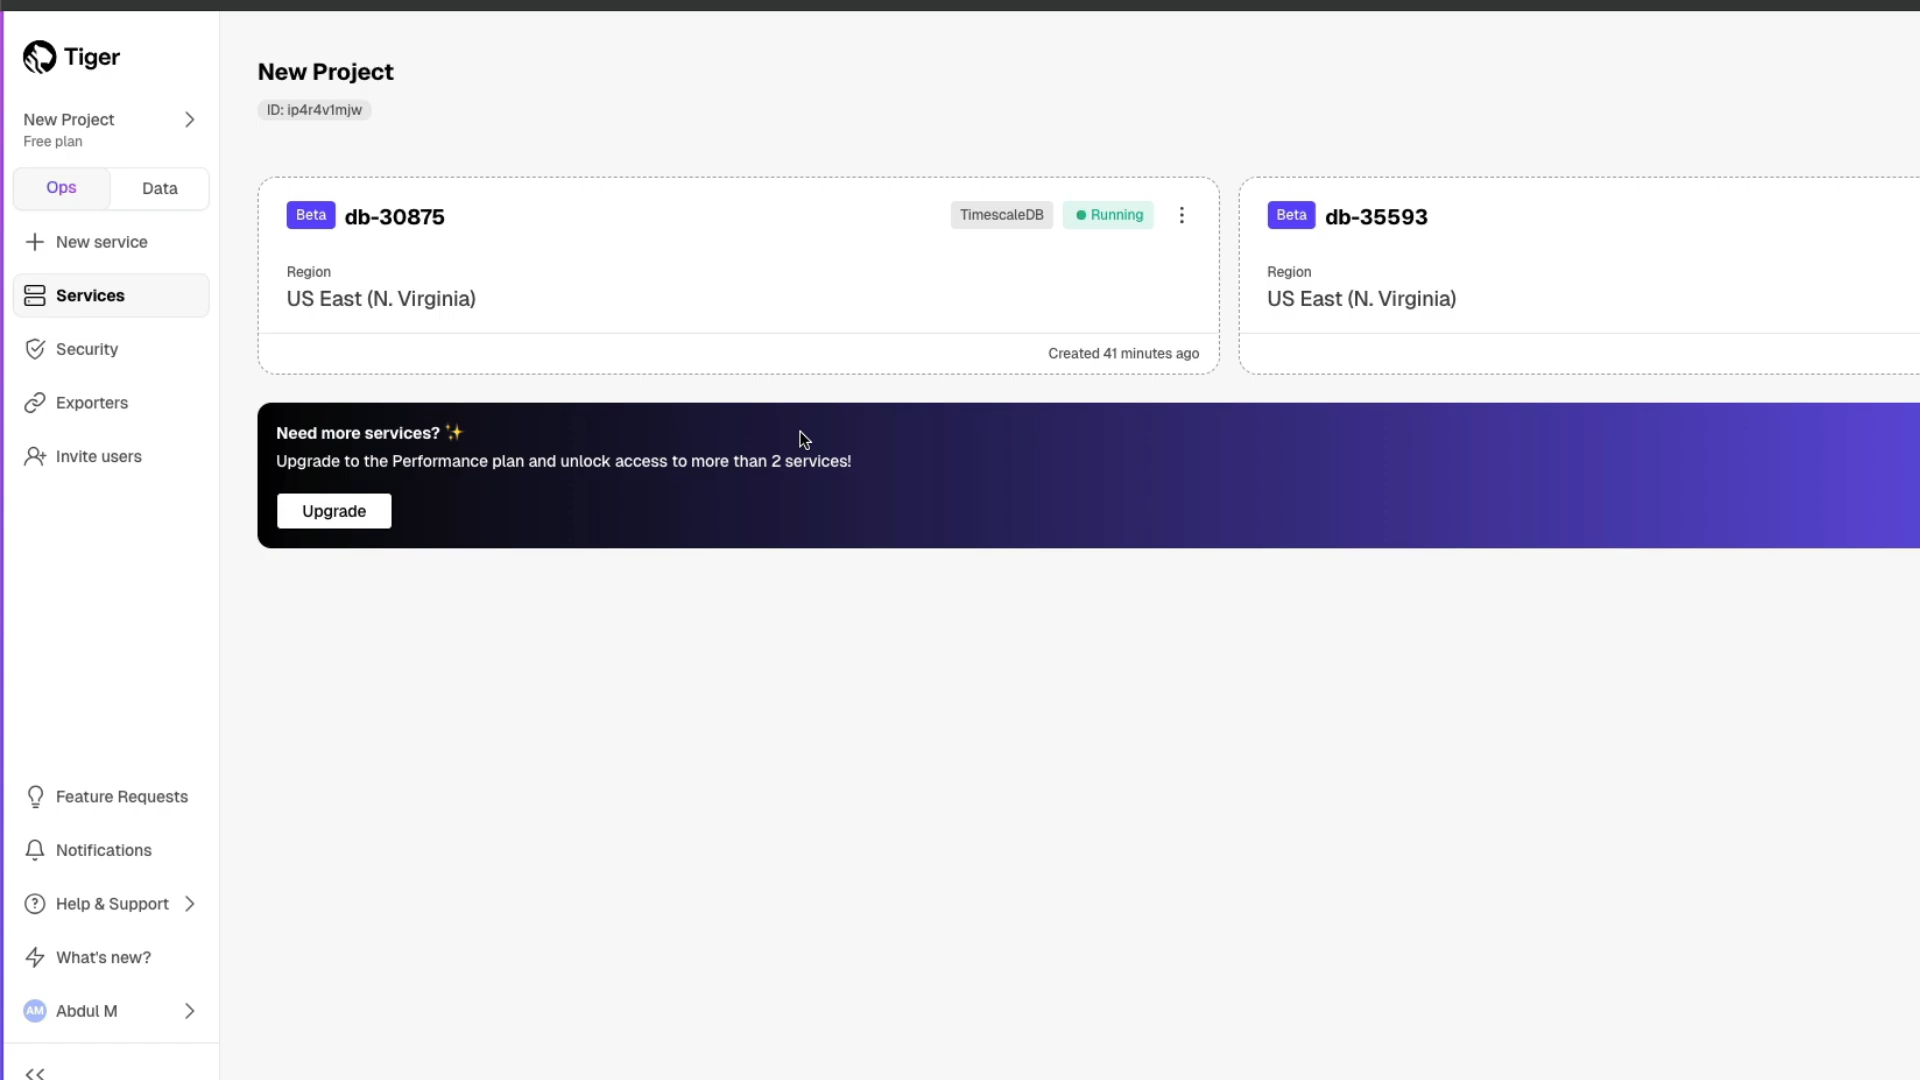 Tiger
New Project
Free plan
Ops
Data
New service
Services
Security
Exporters
Invite users
Feature Requests
Notifications
Help & Support
What's new?
AM
Abdul M
New Project
ID: ip4r4v1mjw
Beta
db-30875
TimescaleDB
Running
Region
US East (N. Virginia)
Created 41 minutes ago
Beta
db-35593
Region
US East (N. Virginia)
Need more services? ✨
Upgrade to the Performance plan and unlock access to more than 2 services!
Upgrade